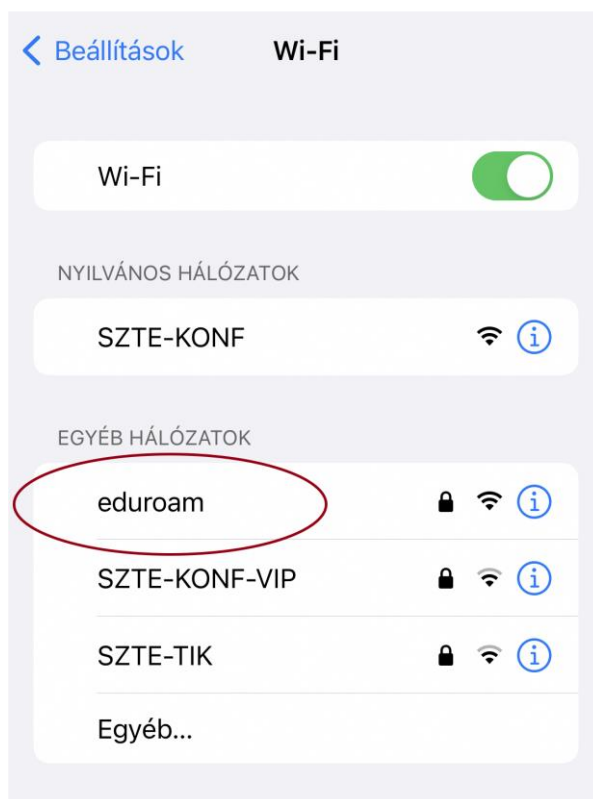 Beállítások Wi-Fi
Wi-Fi
NYILVÁNOS HÁLÓZATOK
SZTE-KONF
EGYÉB HÁLÓZATOK
eduroam
SZTE-KONF-VIP
SZTE-TIK
Egyéb...